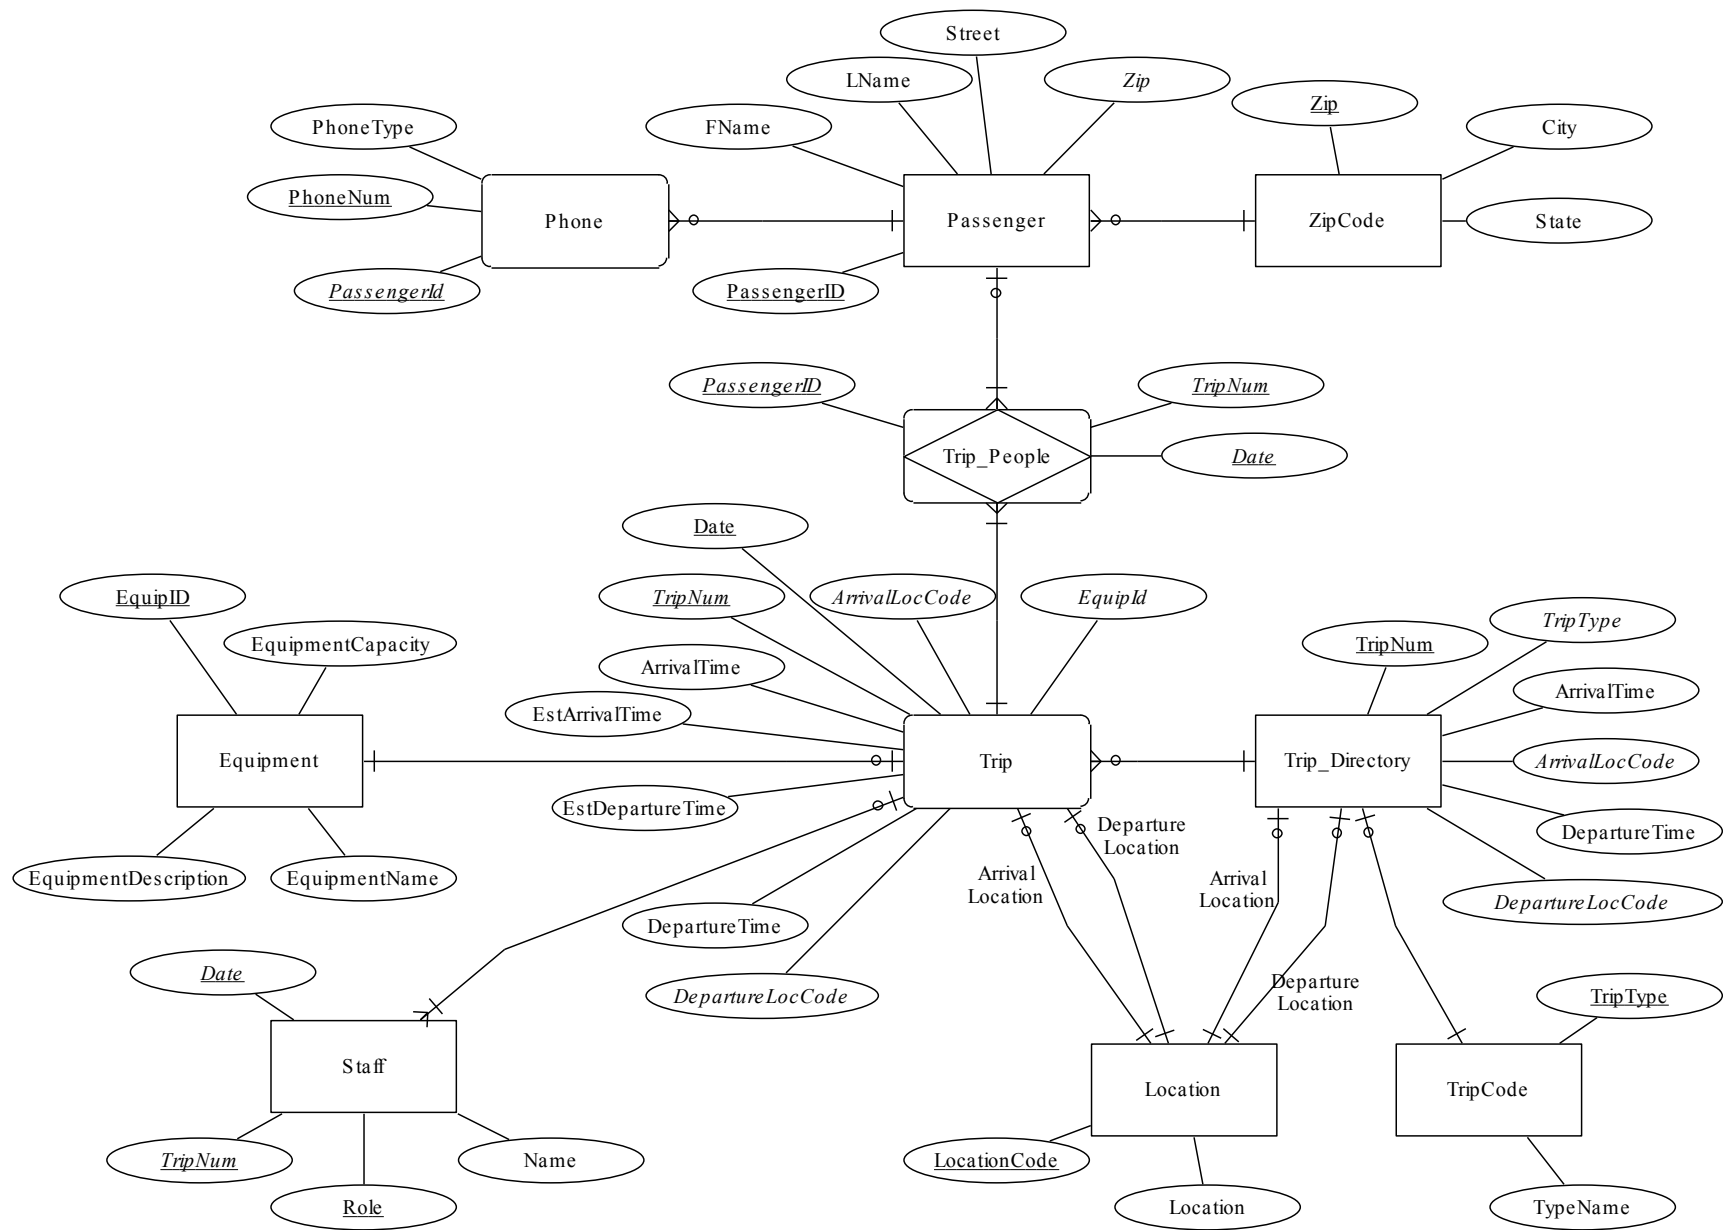 Street
LName
Zip
PhoneType
FName
Zip
City
PhoneNum
Phone
Passenger
ZipCode
State
PassengerId
PassengerID
PassengerID
TripNum
Trip_People
Date
Date
EquipID
TripNum
ArrivalLocCode
EquipId
EquipmentCapacity
TripNum
TripType
ArrivalTime
ArrivalTime
EstArrivalTime
Equipment
Trip
Trip_Directory
ArrivalLocCode
EstDepartureTime
Departure
Location
DepartureTime
EquipmentDescription
EquipmentName
Arrival
Location
Arrival
Location
DepartureLocCode
DepartureTime
Date
DepartureLocCode
Departure
Location
TripType
Staff
Location
TripCode
TripNum
Name
LocationCode
Role
Location
TypeName